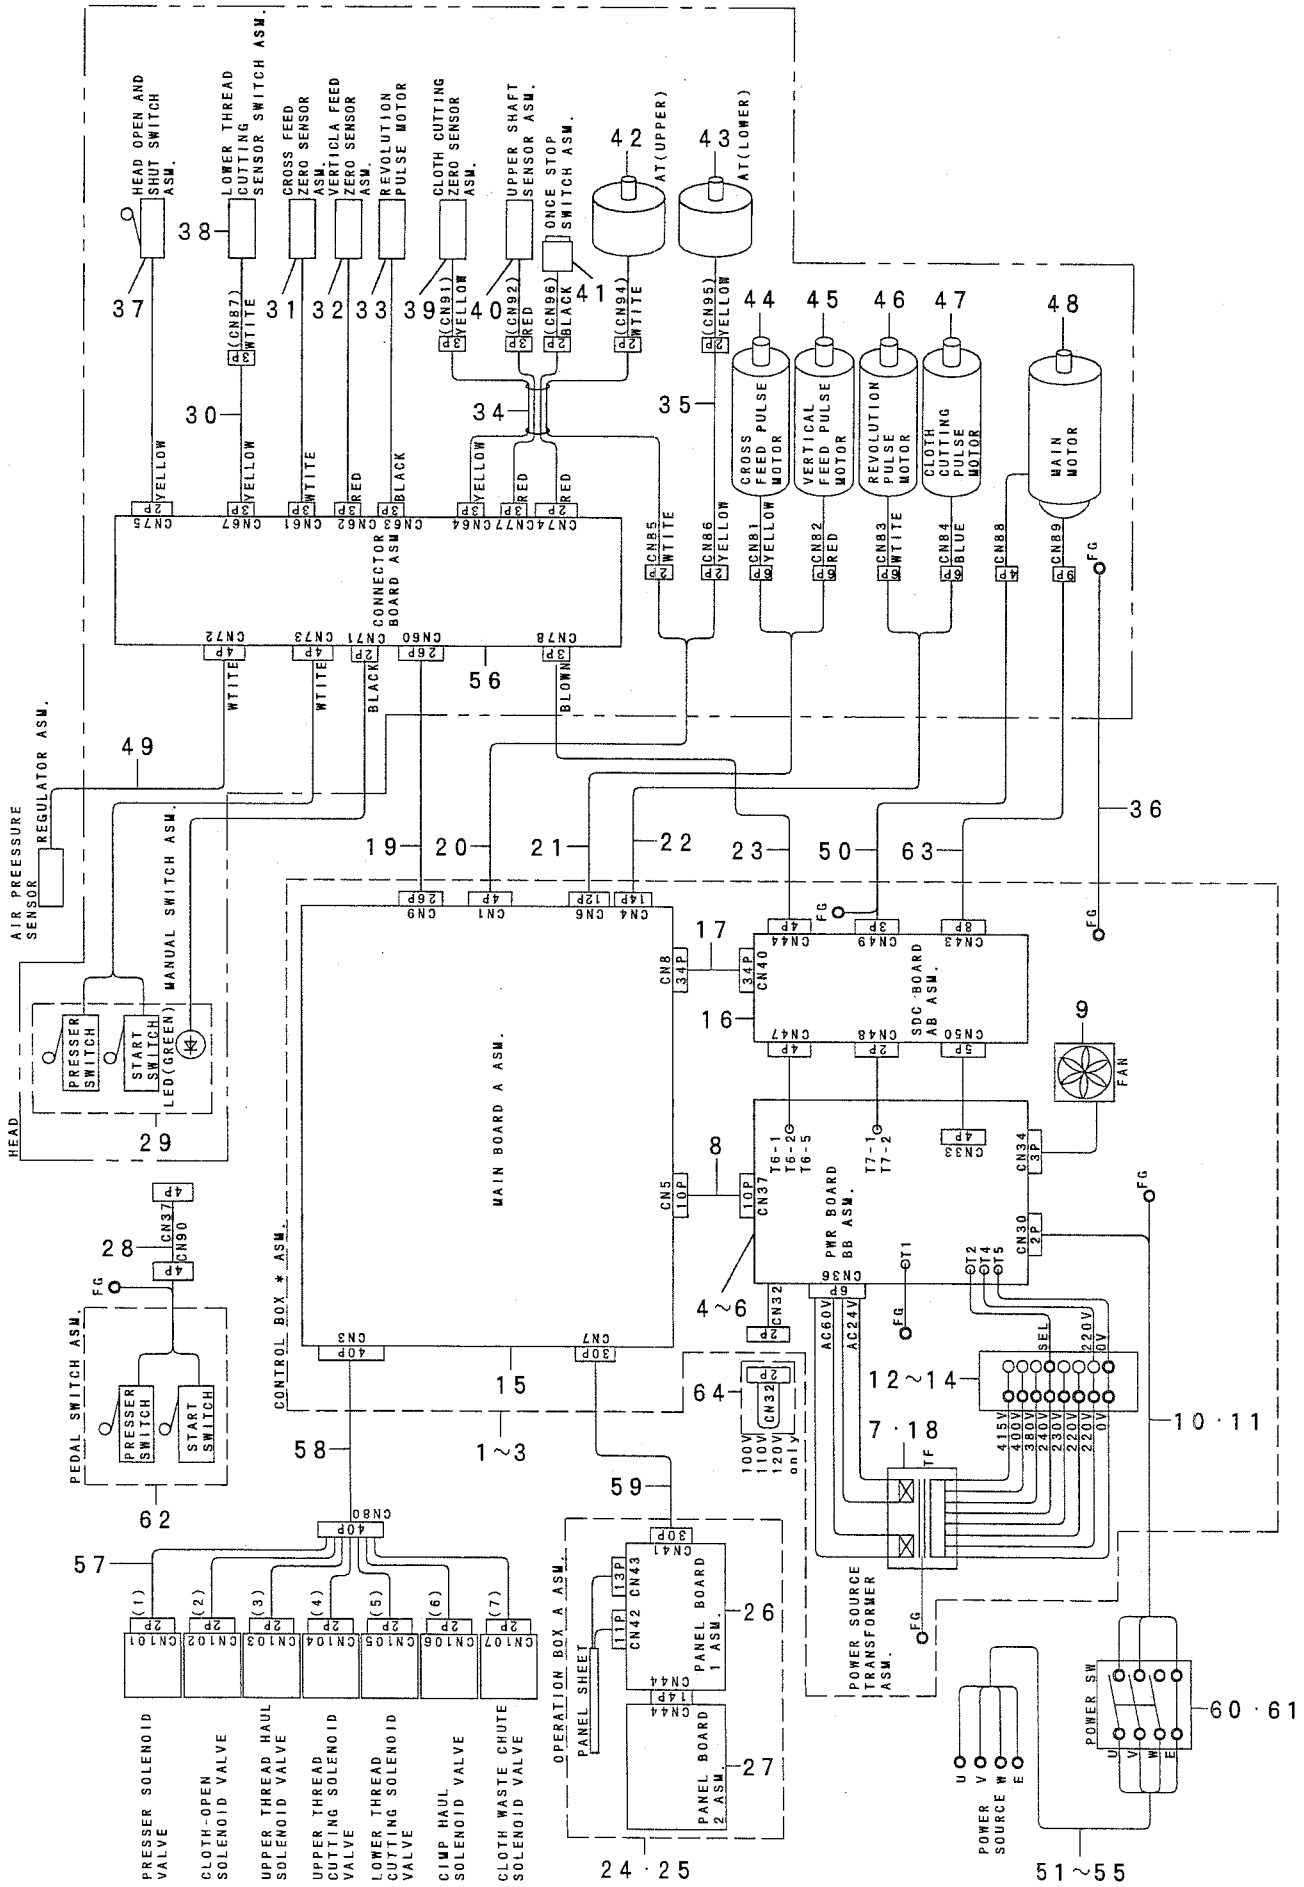 HEAD OPEN AND
SHUT SWITCH
ASM.
37
YELLOW
2P
CN75
LOWER THREAD
CUTTING
SENSOR SWITCH ASM.
38
(CN87)
3P
WTITE
30
YELLOW
3P
CN67
CROSS FEED
ZERO SENSOR
ASM.
31
WTITE
3P
CN61
VERTICLA FEED
ZERO SENSOR
ASM.
32
RED
3P
CN62
REVOLUTION
PULSE MOTOR
33
BLACK
3P
CN63
CLOTH CUTTING
ZERO SENSOR
ASM.
39
(CN91)
3P
YELLOW
UPPER SHAFT
SENSOR ASM.
40
(CN92)
3P
RED
ONCE STOP
SWITCH ASM.
41
(CN96)
2P
BLACK
42
AT(UPPER)
(CN94)
2P
WTITE
43
AT(LOWER)
(CN95)
2P
YELLOW
34
35
YELLOW
3P
CN64
RED
3P
CN77
RED
2P
CN74
44
CROSS
FEED PULSE
MOTOR
CN81
6P
YELLOW
45
VERTICAL
FEED PULSE
MOTOR
CN82
6P
RED
46
REVOLUTION
PULSE
MOTOR
CN83
6P
WTITE
47
CLOTH
CUTTING
PULSE
MOTOR
CN84
6P
BLUE
48
MAIN
MOTOR
CN88
4P
CN89
9P
FG
CN85
2P
WTITE
CN86
2P
YELLOW
CONNECTOR
BOARD ASM
56
CN72
4P
WTITE
CN73
4P
WTITE
CN71
2P
BLACK
CN60
26P
CN78
3P
BLOWN
AIR PREESSURE
SENSOR
REGULATOR ASM.
49
MANUAL SWITCH ASM.
PRESSER
SWITCH
START
SWITCH
LED(GREEN)
29
HEAD
19
20
21
22
23
50
63
36
26P
CN9
4P
CN1
12P
CN6
14P
CN4
4P
CN44
FG
3P
CN49
8P
CN43
FG
MAIN BOARD A ASM.
CN8
34P
17
34P
CN40
16
SDC BOARD
AB ASM.
CN47
4P
CN48
2P
CN50
5P
9
FAN
CN5
10P
8
10P
CN37
T6-1
T6-2
T6-5
T7-1
T7-2
4P
CN33
CN34
3P
CN30
2P
PWR BOARD
BB ASM.
4~6
T1
T2
T4
T5
FG
CN36
6P
CN32
2P
AC60V
AC24V
FG
10·11
28
4P
CN37
CN90
4P
FG
PEDAL SWITCH ASM.
PRESSER
SWITCH
START
SWITCH
62
CONTROL BOX * ASM.
CN3
40P
CN7
30P
15
1~3
64
2P
CN32
100V
110V
120V
only
12~14
SEL
220V
0V
415V
400V
380V
240V
230V
220V
220V
0V
7·18
TF
POWER SOURCE
TRANSFORMER
ASM.
FG
58
59
CN80
40P
57
(1)
2P
CN101
(2)
2P
CN102
(3)
2P
CN103
(4)
2P
CN104
(5)
2P
CN105
(6)
2P
CN106
(7)
2P
CN107
PRESSER SOLENOID
VALVE
CLOTH-OPEN
SOLENOID VALVE
UPPER THREAD HAUL
SOLENOID VALVE
UPPER THREAD
CUTTING SOLENOID
VALVE
LOWER THREAD
CUTTING SOLENOID
VALVE
CIMP HAUL
SOLENOID VALVE
CLOTH WASTE CHUTE
SOLENOID VALVE
OPERATION BOX A ASM.
PANEL SHEET
30P
CN41
13P
CN43
11P
CN42
PANEL BOARD
1 ASM.
26
CN44
14P
CN44
PANEL BOARD
2 ASM.
27
24·25
POWER SW
60·61
U
V
W
E
POWER
SOURCE
U
V
W
E
51~55